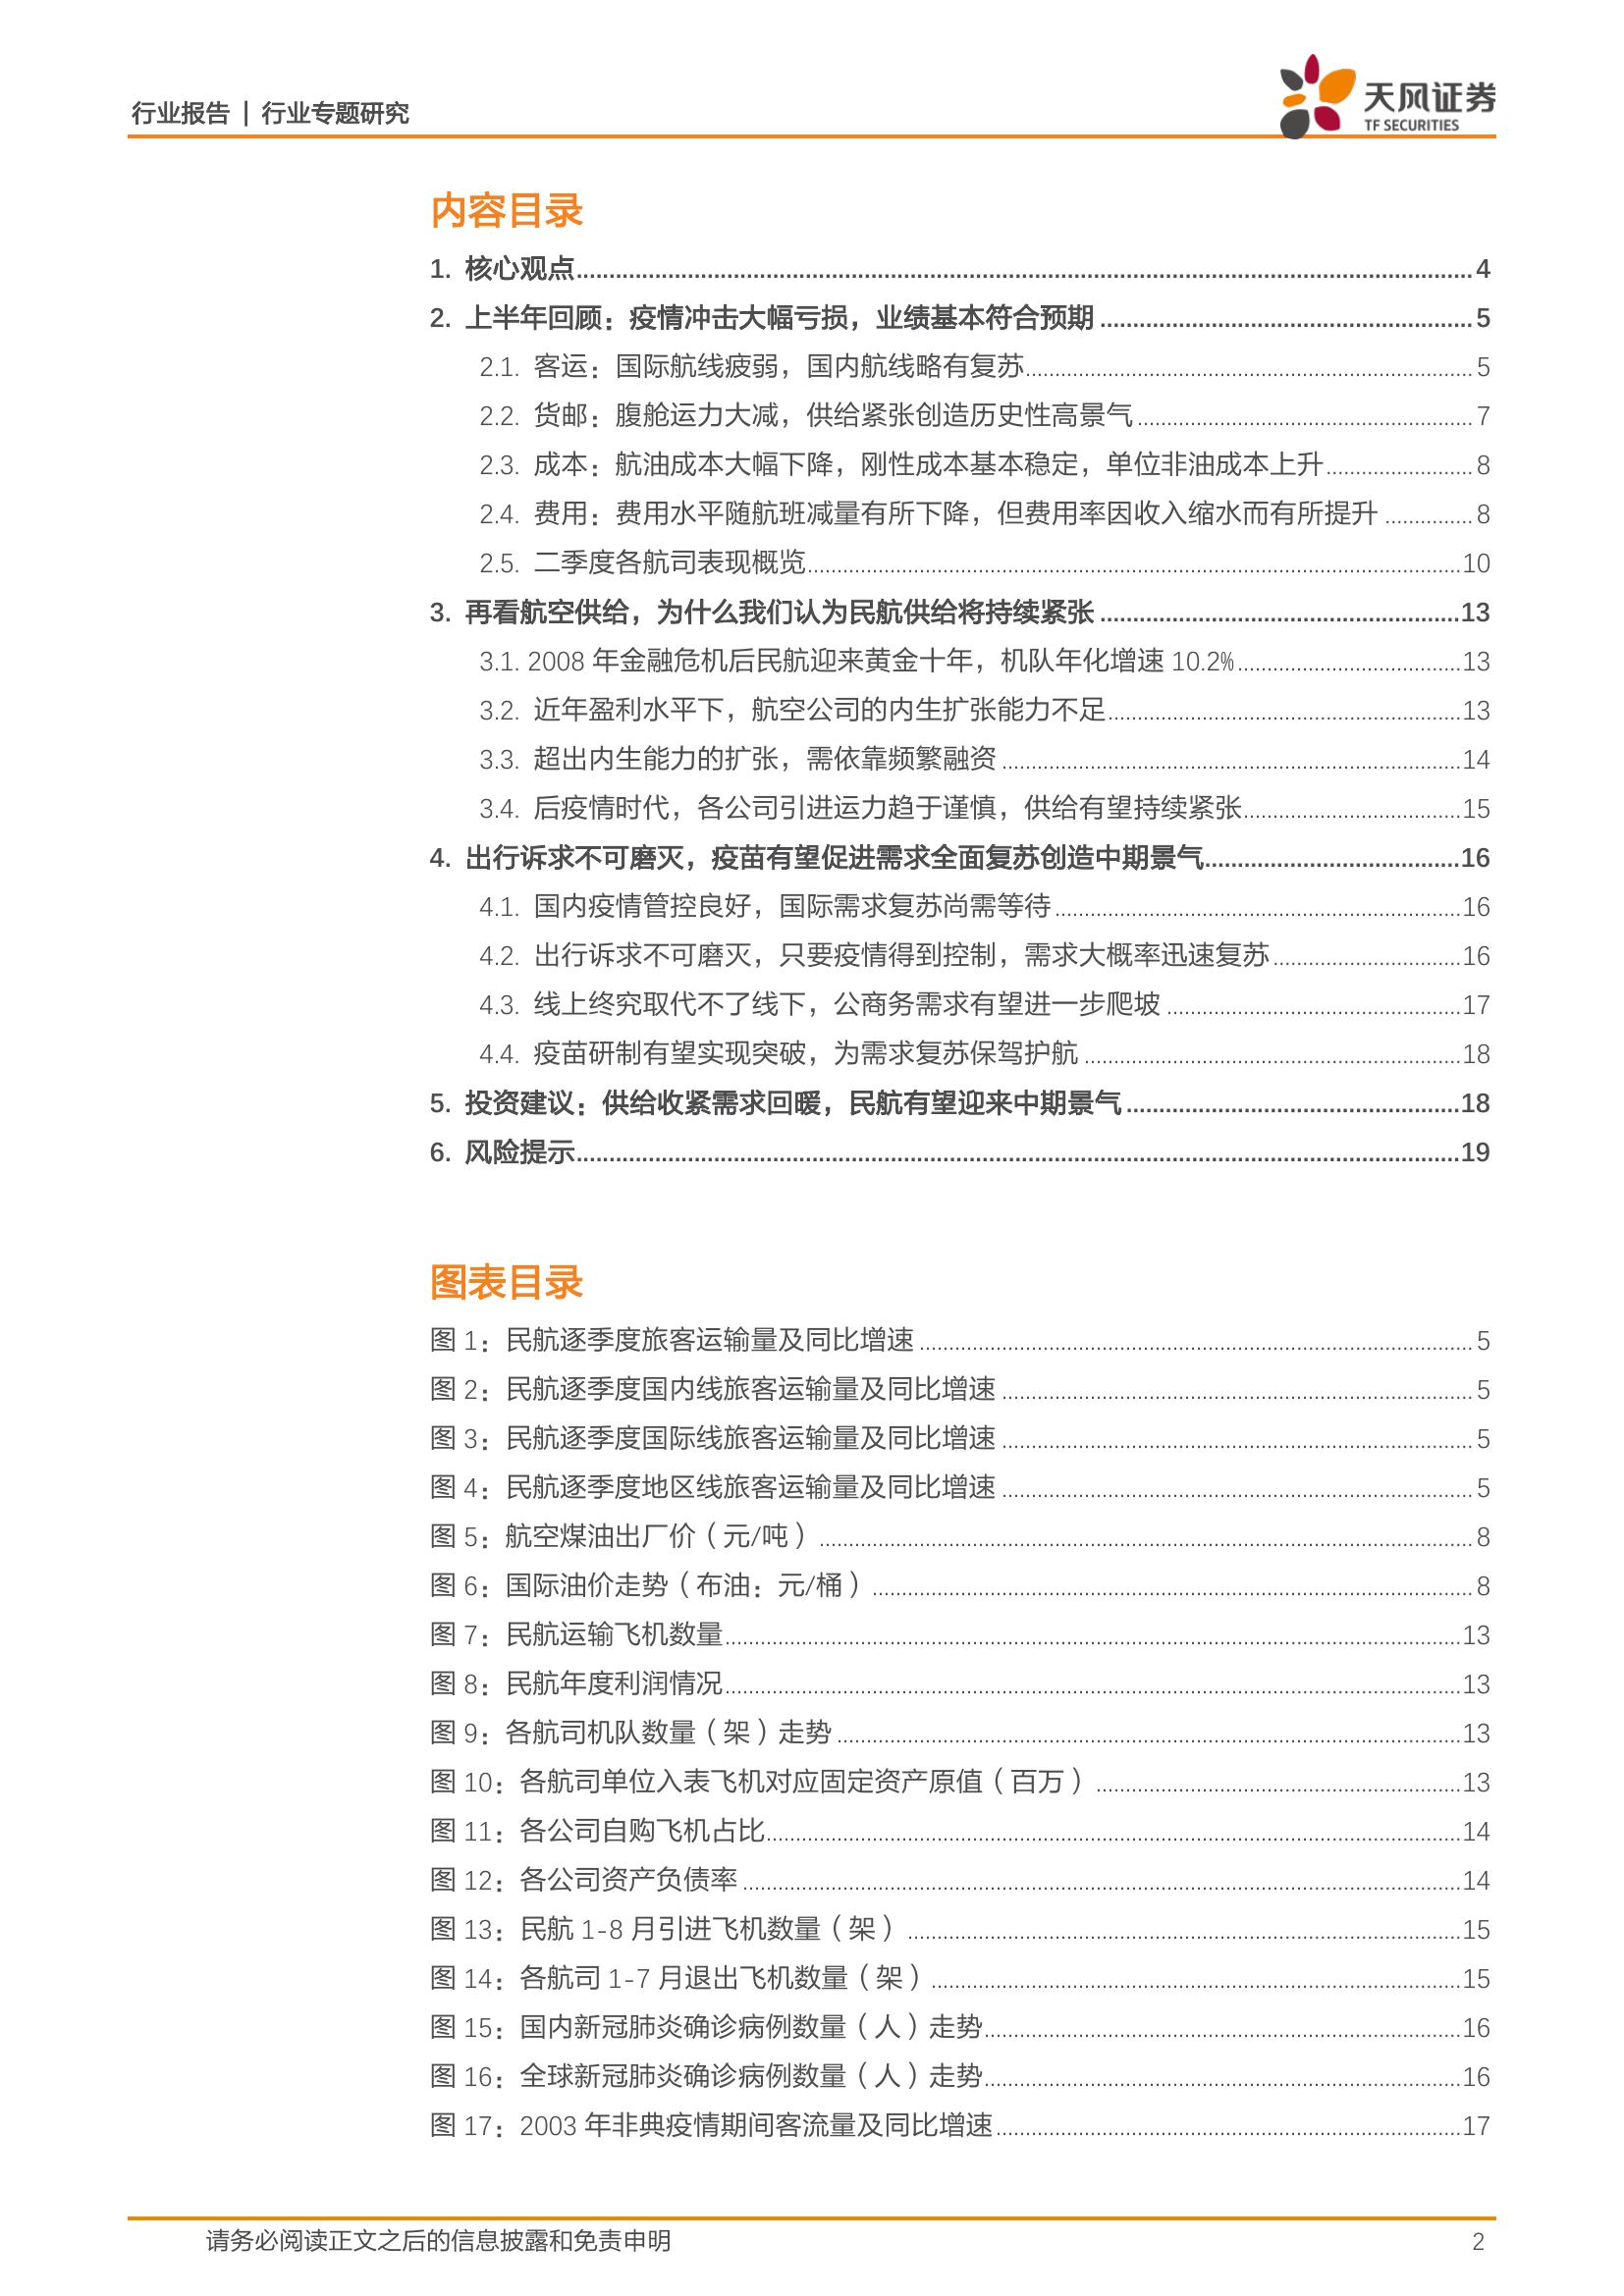 行业报告 | 行业专题研究
天风证券
TF SECURITIES
内容目录
1. 核心观点 4
2. 上半年回顾：疫情冲击大幅亏损，业绩基本符合预期 5
2.1. 客运：国际航线疲弱，国内航线略有复苏 5
2.2. 货邮：腹舱运力大减，供给紧张创造历史性高景气 7
2.3. 成本：航油成本大幅下降，刚性成本基本稳定，单位非油成本上升 8
2.4. 费用：费用水平随航班减量有所下降，但费用率因收入缩水而有所提升 8
2.5. 二季度各航司表现概览 10
3. 再看航空供给，为什么我们认为民航供给将持续紧张 13
3.1. 2008 年金融危机后民航迎来黄金十年，机队年化增速 10.2% 13
3.2. 近年盈利水平下，航空公司的内生扩张能力不足 13
3.3. 超出内生能力的扩张，需依靠频繁融资 14
3.4. 后疫情时代，各公司引进运力趋于谨慎，供给有望持续紧张 15
4. 出行诉求不可磨灭，疫苗有望促进需求全面复苏创造中期景气 16
4.1. 国内疫情管控良好，国际需求复苏尚需等待 16
4.2. 出行诉求不可磨灭，只要疫情得到控制，需求大概率迅速复苏 16
4.3. 线上终究取代不了线下，公商务需求有望进一步爬坡 17
4.4. 疫苗研制有望实现突破，为需求复苏保驾护航 18
5. 投资建议：供给收紧需求回暖，民航有望迎来中期景气 18
6. 风险提示 19
图表目录
图 1：民航逐季度旅客运输量及同比增速 5
图 2：民航逐季度国内线旅客运输量及同比增速 5
图 3：民航逐季度国际线旅客运输量及同比增速 5
图 4：民航逐季度地区线旅客运输量及同比增速 5
图 5：航空煤油出厂价（元/吨） 8
图 6：国际油价走势（布油：元/桶） 8
图 7：民航运输飞机数量 13
图 8：民航年度利润情况 13
图 9：各航司机队数量（架）走势 13
图 10：各航司单位入表飞机对应固定资产原值（百万） 13
图 11：各公司自购飞机占比 14
图 12：各公司资产负债率 14
图 13：民航 1-8 月引进飞机数量（架） 15
图 14：各航司 1-7 月退出飞机数量（架） 15
图 15：国内新冠肺炎确诊病例数量（人）走势 16
图 16：全球新冠肺炎确诊病例数量（人）走势 16
图 17：2003 年非典疫情期间客流量及同比增速 17
请务必阅读正文之后的信息披露和免责申明 2